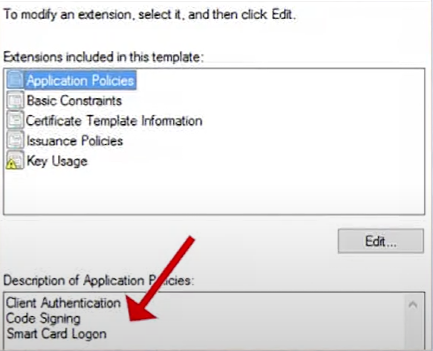 To modify an extension, select it, and then click Edit.
Extensions included in this template:
Application Policies
Basic Constraints
Certificate Template Information
Issuance Policies
Key Usage
Edit...
Description of Application Policies:
Client Authentication
Code Signing
Smart Card Logon